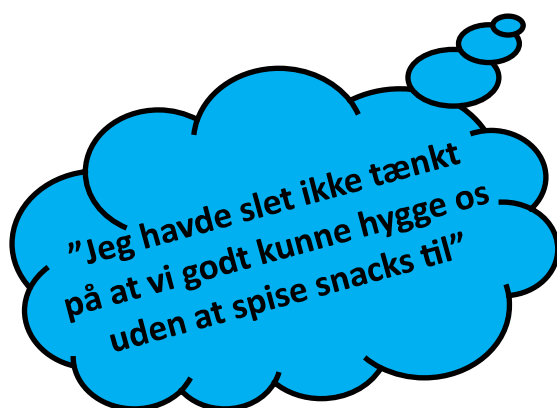 ”Jeg havde slet ikke tænkt
på at vi godt kunne hygge os
uden at spise snacks til”